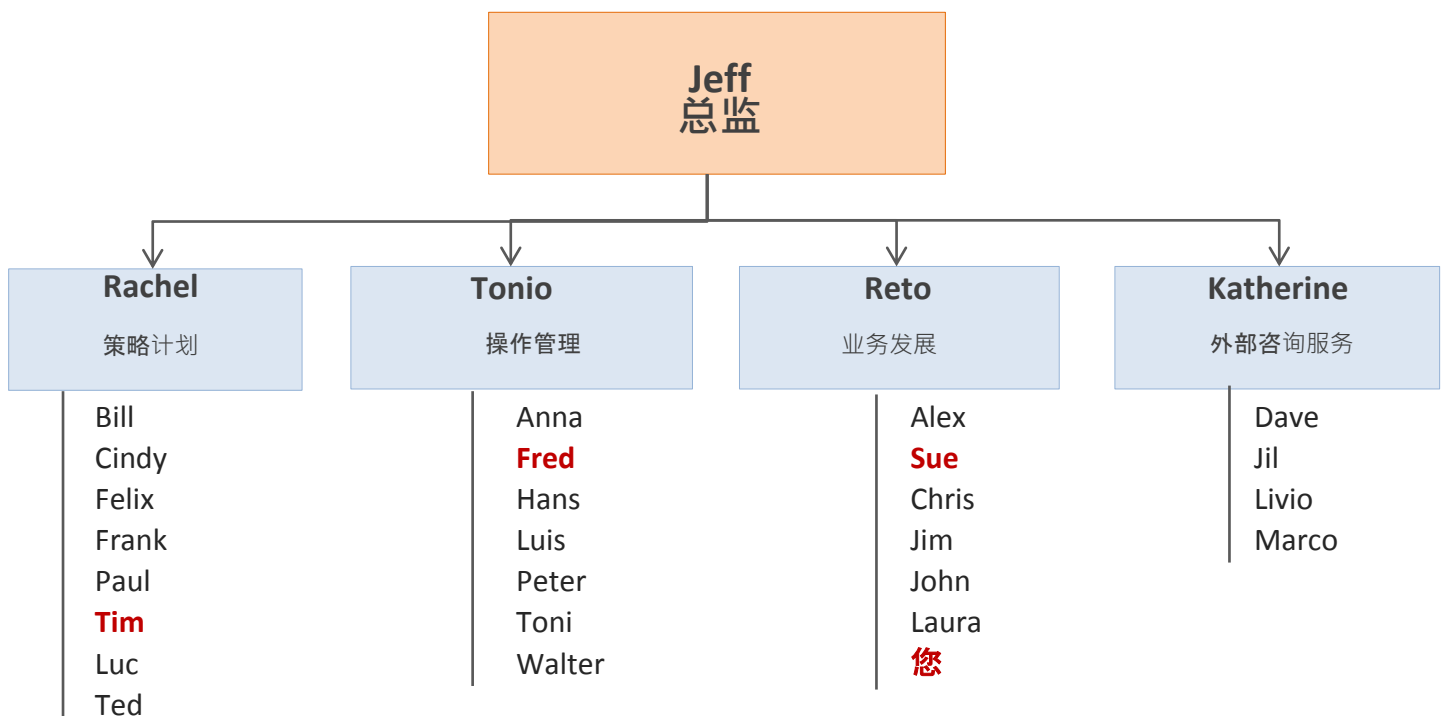 Jeff
总监
Rachel
策略计划
Bill
Cindy
Felix
Frank
Paul
Tim
Luc
Ted
Tonio
操作管理
Anna
Fred
Hans
Luis
Peter
Toni
Walter
Reto
业务发展
Alex
Sue
Chris
Jim
John
Laura
您
Katherine
外部咨询服务
Dave
Jil
Livio
Marco